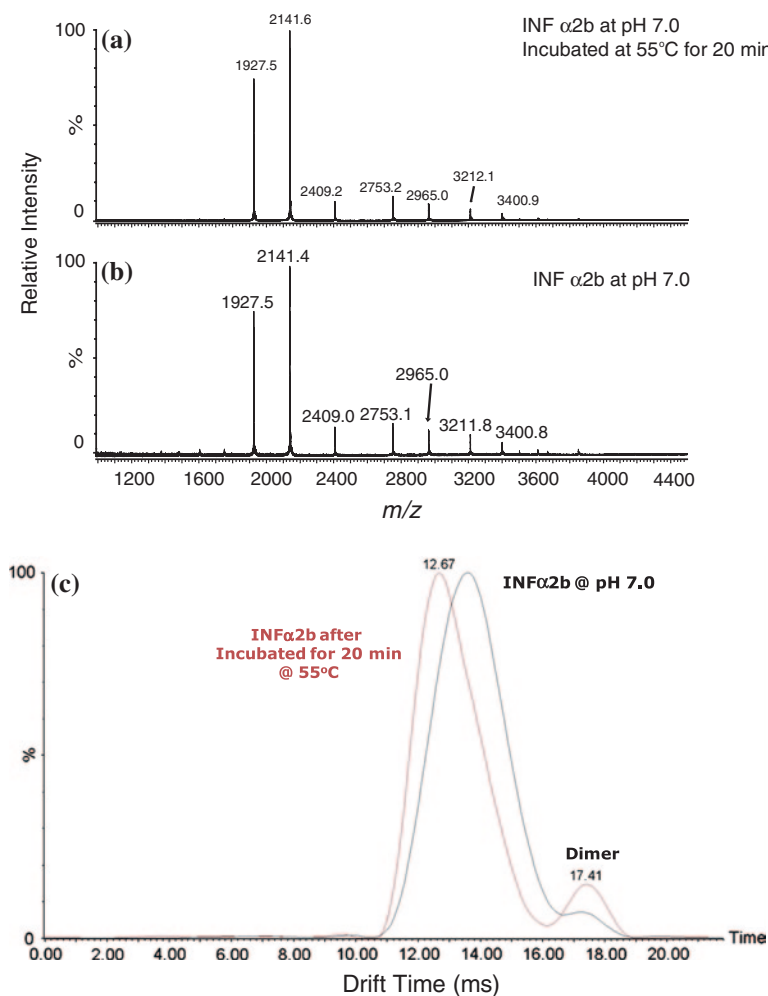 (a)
INF α2b at pH 7.0
Incubated at 55°C for 20 min
100
%
0
1927.5
2141.6
2409.2
2753.2
2965.0
3212.1
3400.9
Relative Intensity
(b)
INF α2b at pH 7.0
100
%
0
1927.5
2141.4
2409.0
2753.1
2965.0
3211.8
3400.8
1200 1600 2000 2400 2800 3200 3600 4000 4400
m/z
(c)
100
%
0
12.67
INFα2b @ pH 7.0
INFα2b after
Incubated for 20 min
@ 55°C
Dimer
17.41
Time
0.00 2.00 4.00 6.00 8.00 10.00 12.00 14.00 16.00 18.00 20.00
Drift Time (ms)